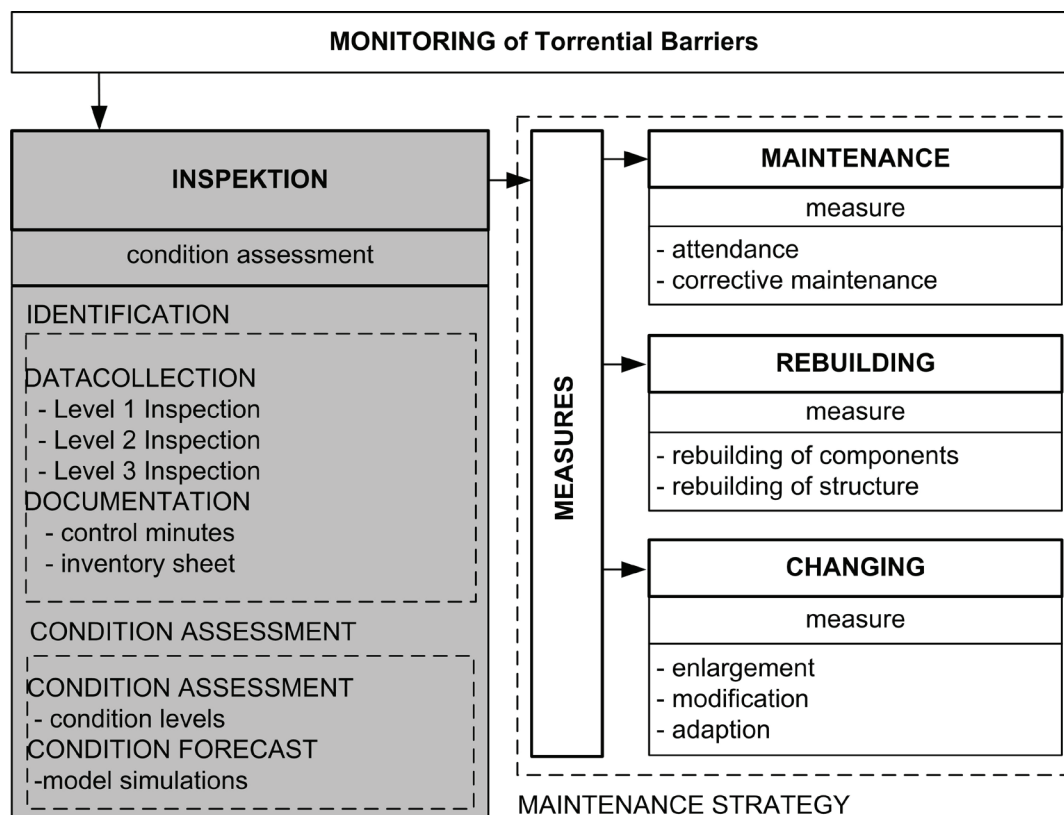 MONITORING of Torrential Barriers
INSPEKTION
condition assessment
IDENTIFICATION
DATACOLLECTION
- Level 1 Inspection
- Level 2 Inspection
- Level 3 Inspection
DOCUMENTATION
- control minutes
- inventory sheet
CONDITION ASSESSMENT
CONDITION ASSESSMENT
- condition levels
CONDITION FORECAST
-model simulations
MEASURES
MAINTENANCE
measure
- attendance
- corrective maintenance
REBUILDING
measure
- rebuilding of components
- rebuilding of structure
CHANGING
measure
- enlargement
- modification
- adaption
MAINTENANCE STRATEGY